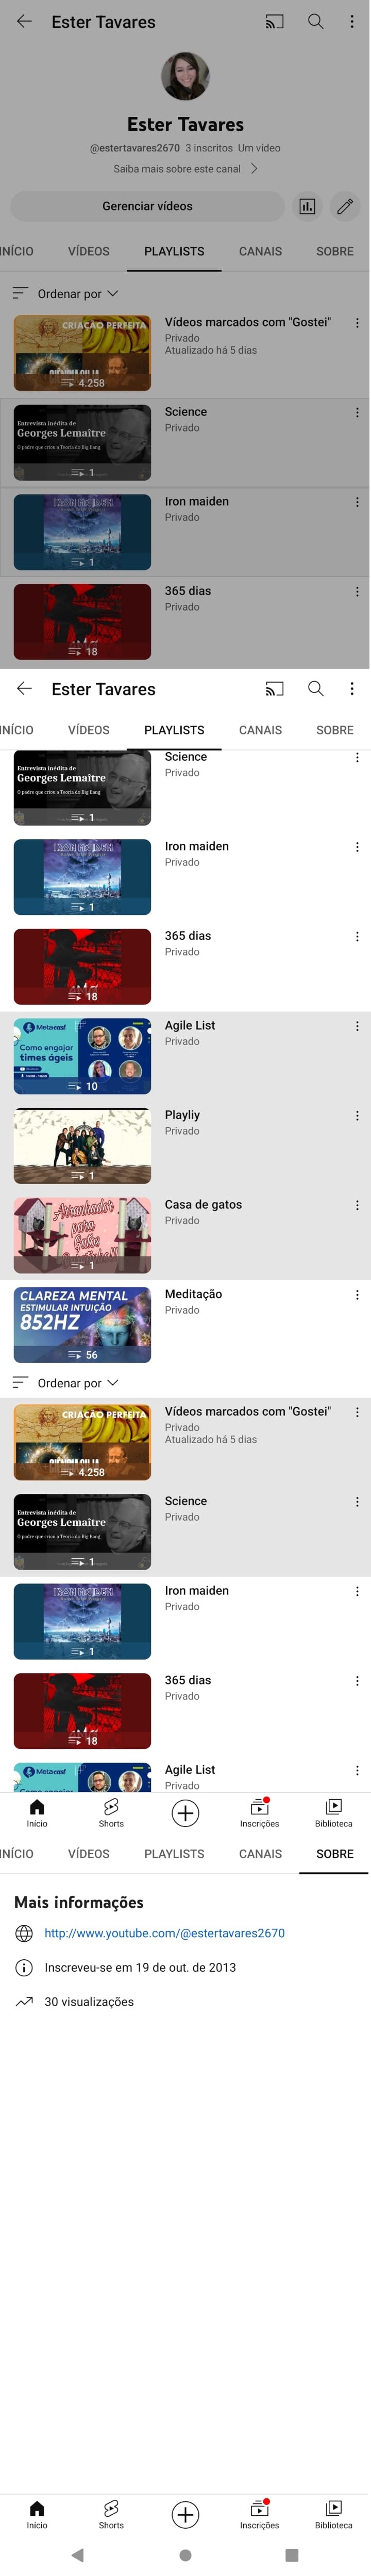 Ester Tavares
Ester Tavares
@estertavares2670 3 inscritos Um vídeo
Saiba mais sobre este canal
Gerenciar vídeos
NÍCIO VÍDEOS PLAYLISTS CANAIS SOBRE
Ordenar por
CRIAÇÃO PERFEITA
4.258
Vídeos marcados com "Gostei"
Privado
Atualizado há 5 dias
Entrevista inédita de
Georges Lemaître
O padre que criou a Teoria do Big Bang
1
Science
Privado
IRON MAIDEN
1
Iron maiden
Privado
18
365 dias
Privado
Ester Tavares
NÍCIO VÍDEOS PLAYLISTS CANAIS SOBRE
Entrevista inédita de
Georges Lemaître
O padre que criou a Teoria do Big Bang
1
Science
Privado
IRON MAIDEN
1
Iron maiden
Privado
18
365 dias
Privado
Metacast
Como engajar
times ágeis
10
Agile List
Privado
1
Playliy
Privado
Arranhador
para
Gatos
1
Casa de gatos
Privado
CLAREZA MENTAL
ESTIMULAR INTUIÇÃO
852HZ
56
Meditação
Privado
Ordenar por
CRIAÇÃO PERFEITA
4.258
Vídeos marcados com "Gostei"
Privado
Atualizado há 5 dias
Entrevista inédita de
Georges Lemaître
O padre que criou a Teoria do Big Bang
1
Science
Privado
IRON MAIDEN
1
Iron maiden
Privado
18
365 dias
Privado
Metacast
Agile List
Privado
Início Shorts Inscrições Biblioteca
NÍCIO VÍDEOS PLAYLISTS CANAIS SOBRE
Mais informações
http://www.youtube.com/@estertavares2670
Inscreveu-se em 19 de out. de 2013
30 visualizações
Início Shorts Inscrições Biblioteca